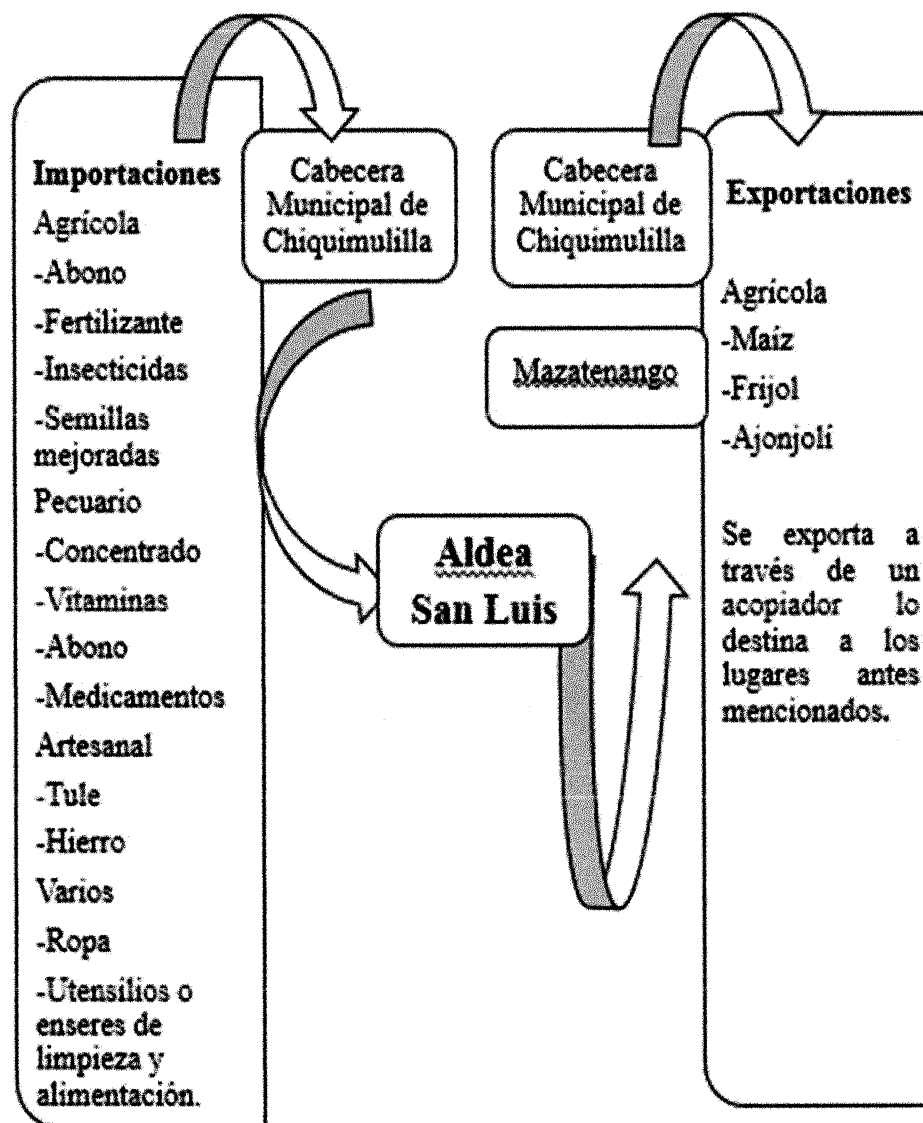 Importaciones
Agrícola
-Abono
-Fertilizante
-Insecticidas
-Semillas
mejoradas
Pecuario
-Concentrado
-Vitaminas
-Abono
-Medicamentos
Artesanal
-Tule
-Hierro
Varios
-Ropa
-Utensilios o
enseres de
limpieza y
alimentación.
Cabecera
Municipal de
Chiquimulilla
Aldea
San Luis
Cabecera
Municipal de
Chiquimulilla
Mazatenango
Exportaciones
Agrícola
-Maíz
-Frijol
-Ajonjolí
Se exporta a
través de un
acopiador lo
destina a los
lugares antes
mencionados.